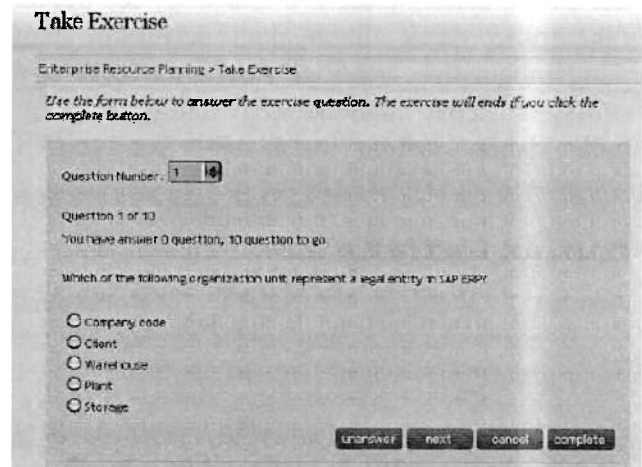 Take Exercise
Enterprise Resource Planning > Take Exercise
Use the form below to answer the exercise question. The exercise will ends if you click the
complete button.
Question Number: 1
Question 1 of 10
You have answer 0 question, 10 question to go.
Which of the following organization unit represent a legal entity in SAP ERP?
Company code
Client
Warehouse
Plant
Storage
unanswer next cancel complete